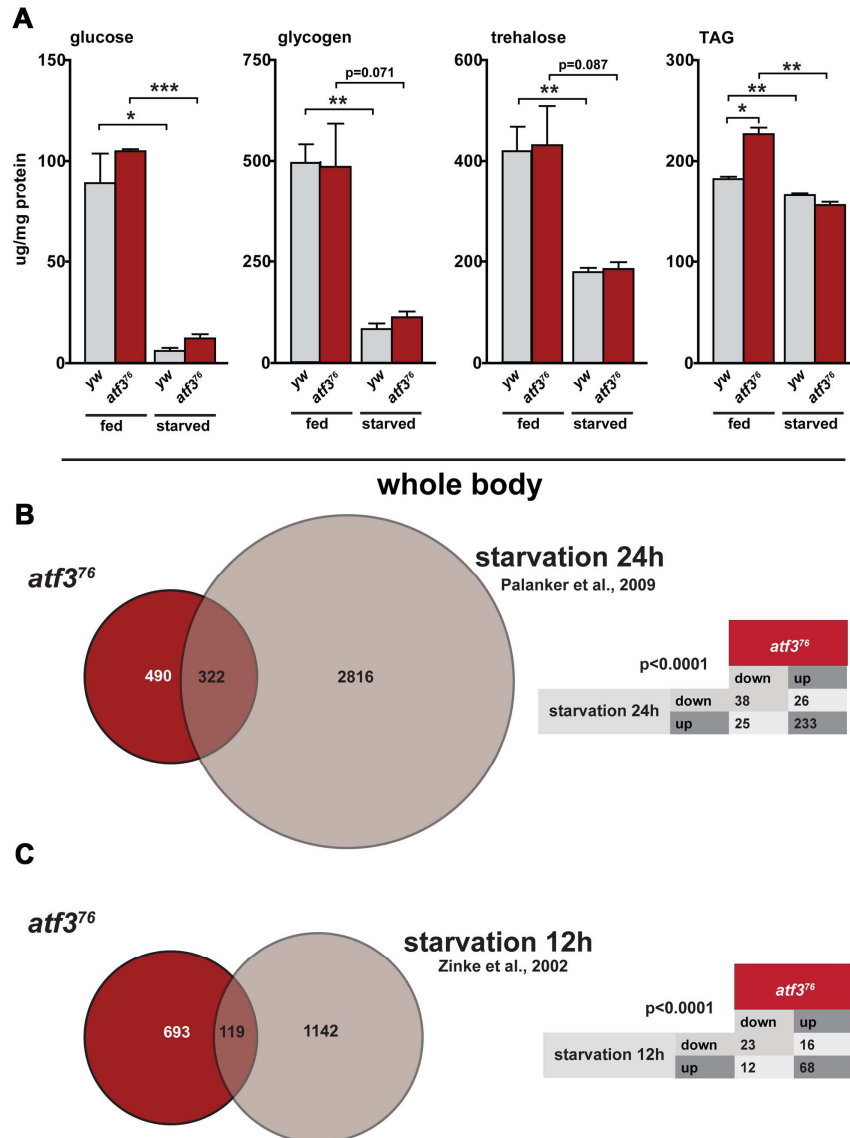 A
glucose
glycogen
trehalose
TAG
ug/mg protein
150
100
50
0
***
*
yw
atf3⁷⁶
yw
atf3⁷⁶
fed
starved
750
500
250
0
p=0.071
**
yw
atf3⁷⁶
yw
atf3⁷⁶
fed
starved
600
400
200
0
p=0.087
**
yw
atf3⁷⁶
yw
atf3⁷⁶
fed
starved
300
200
100
0
**
**
*
yw
atf3⁷⁶
yw
atf3⁷⁶
fed
starved
whole body
B
atf3⁷⁶
starvation 24h
Palanker et al., 2009
490
322
2816
p<0.0001
atf3⁷⁶
down up
starvation 24h down 38 26
up 25 233
C
atf3⁷⁶
starvation 12h
Zinke et al., 2002
693
119
1142
p<0.0001
atf3⁷⁶
down up
starvation 12h down 23 16
up 12 68